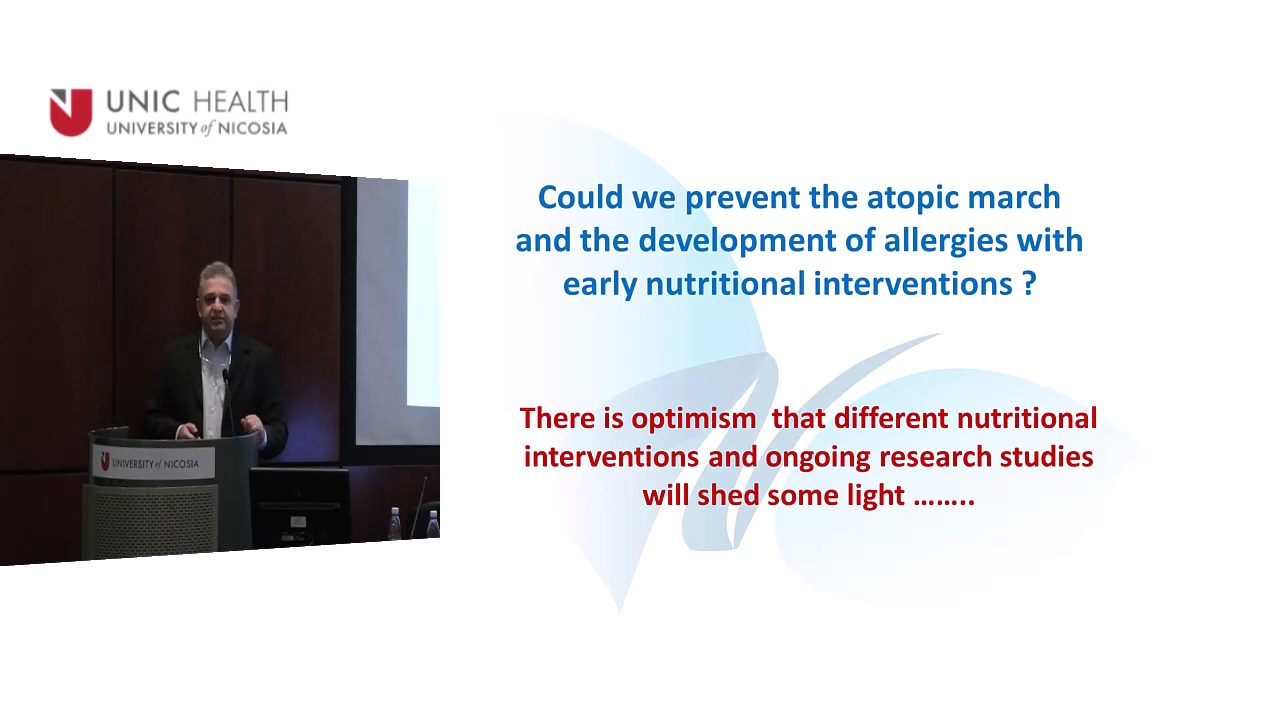 UNIC HEALTH
UNIVERSITY of NICOSIA
Could we prevent the atopic march
and the development of allergies with
early nutritional interventions ?
There is optimism  that different nutritional
interventions and ongoing research studies
will shed some light ……..
UNIVERSITY of NICOSIA